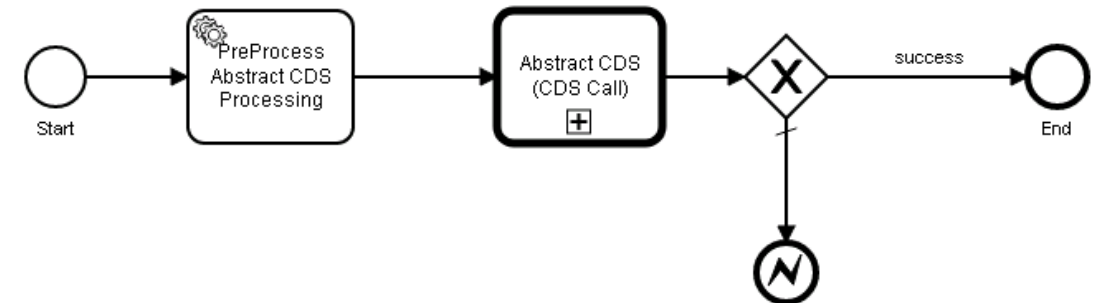 PreProcess
Abstract CDS
Processing
Abstract CDS
(CDS Call)
success
Start
End